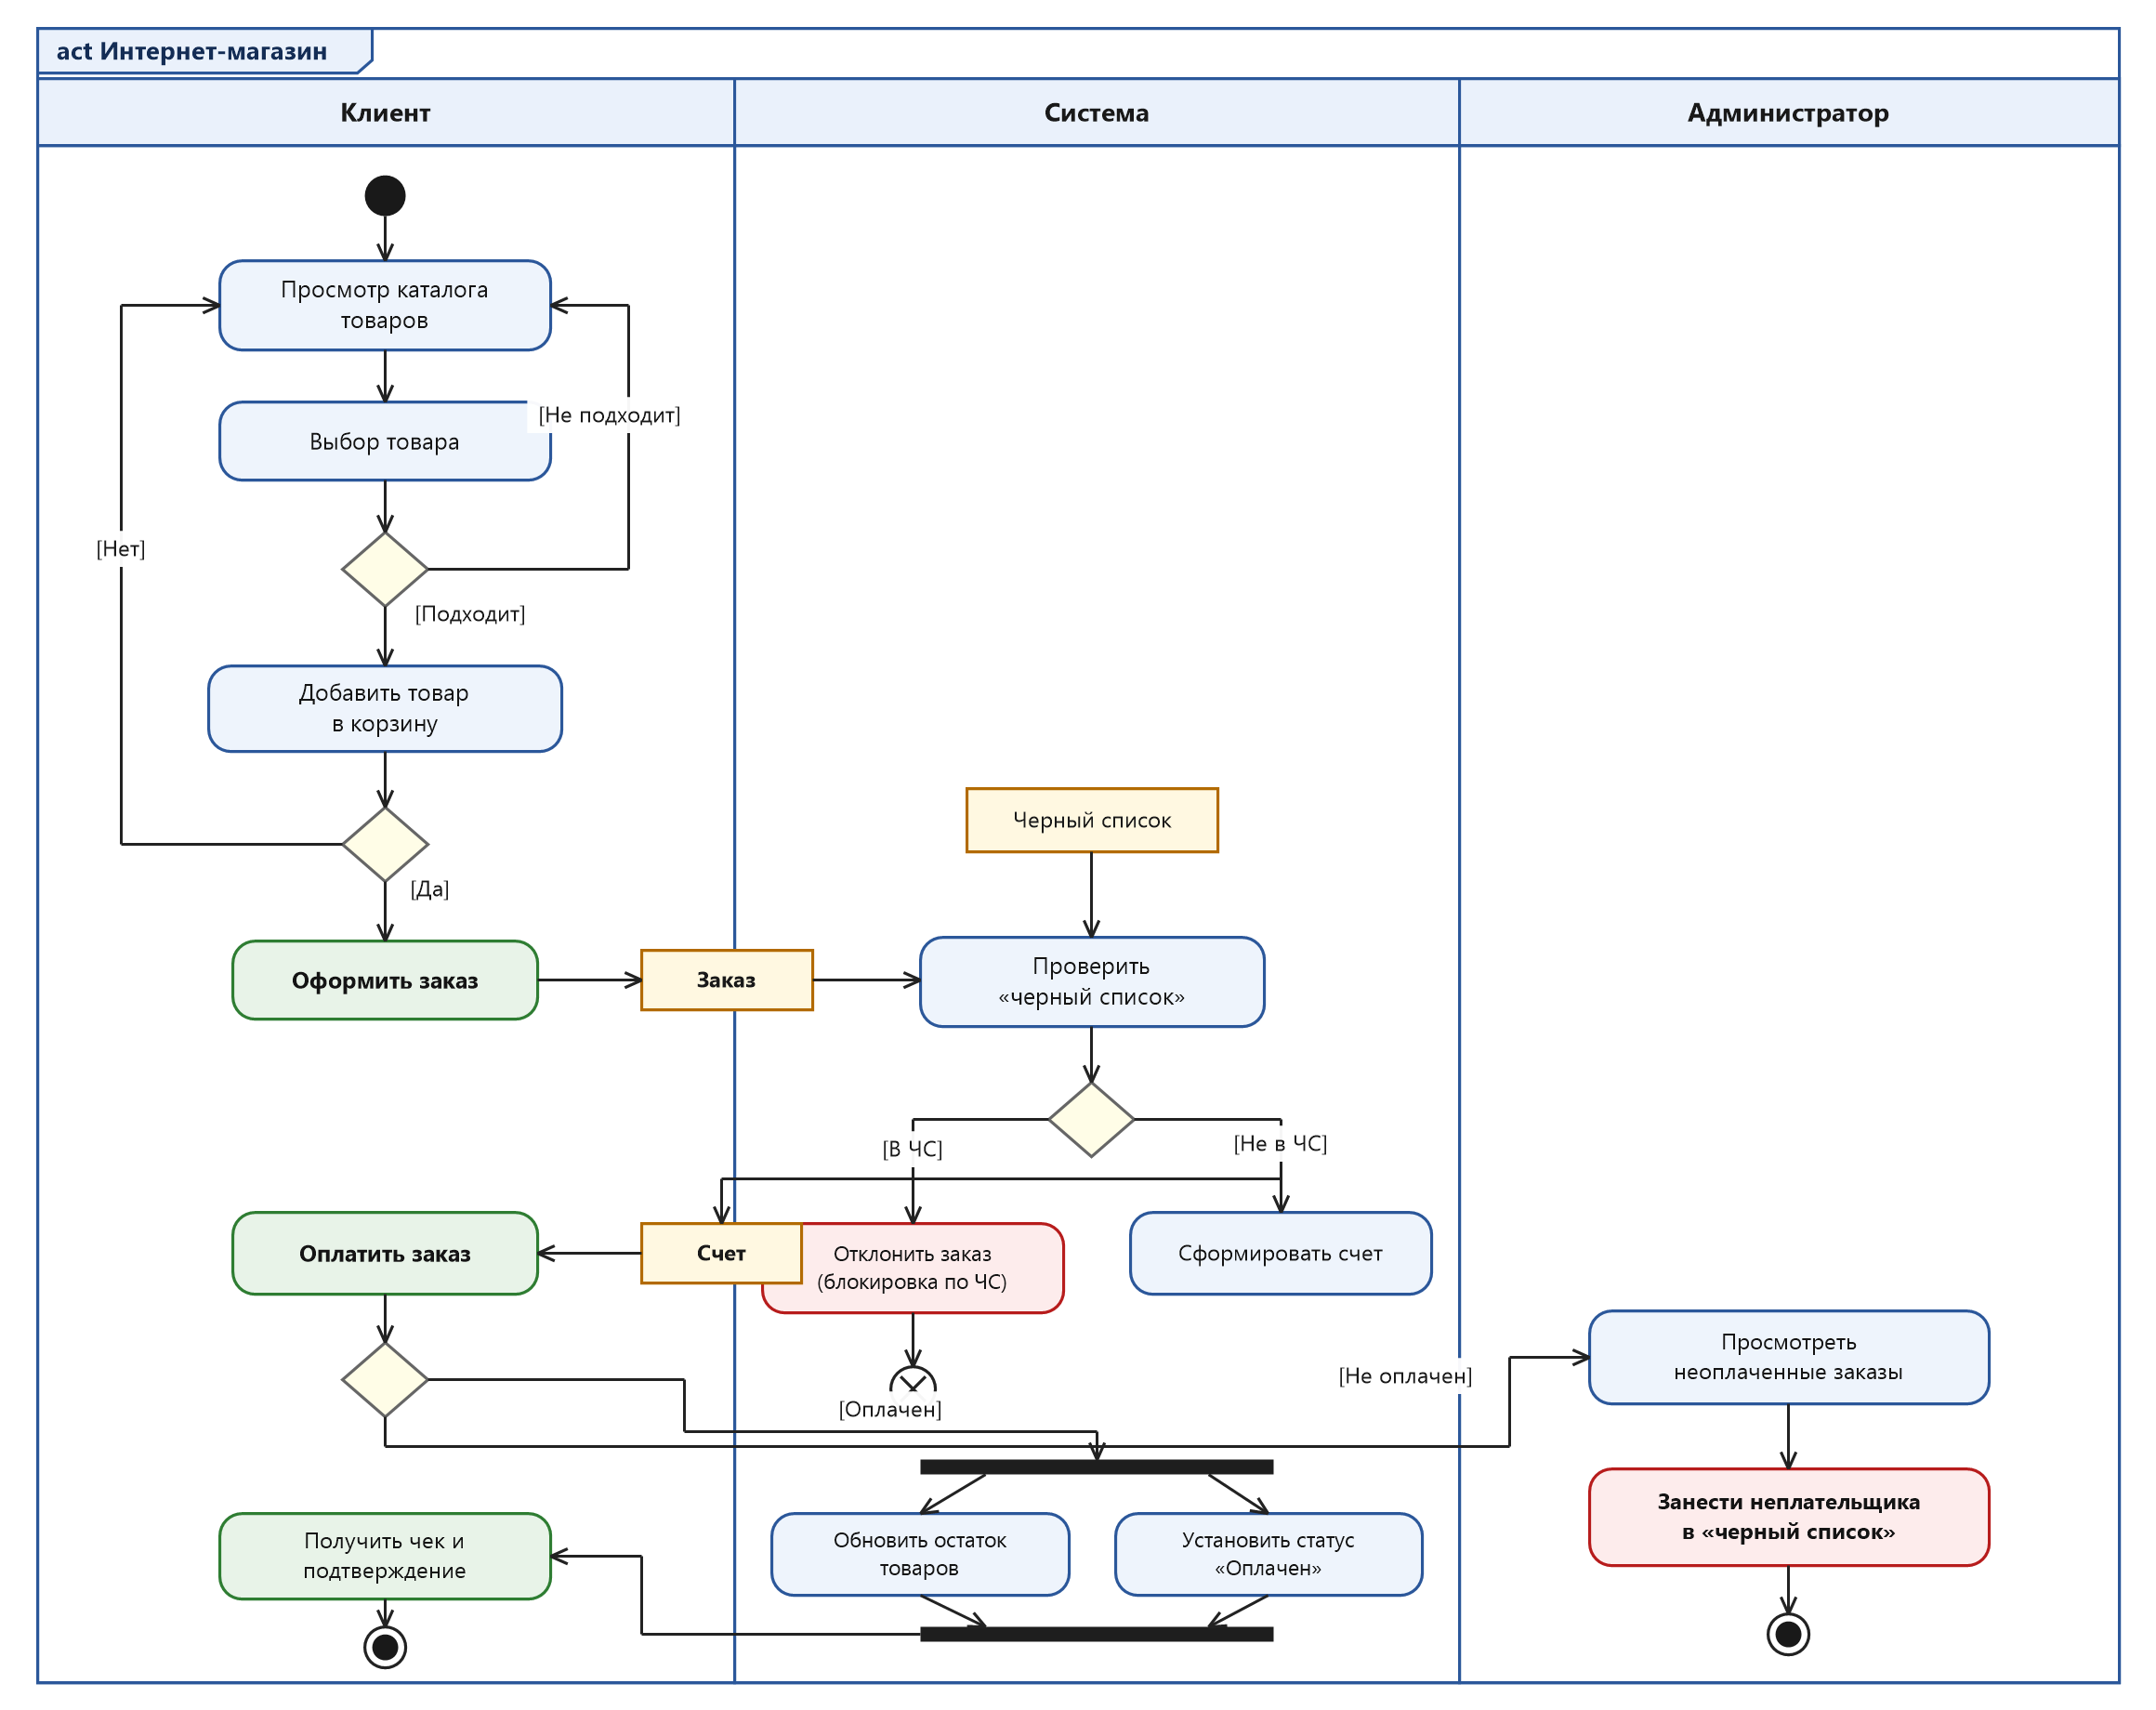 act Интернет-магазин
Клиент
Система
Администратор
Просмотр каталога
товаров
[Не подходит]
Выбор товара
[Нет]
[Подходит]
Добавить товар
в корзину
Черный список
[Да]
Оформить заказ
Заказ
Проверить
«черный список»
[В ЧС]
[Не в ЧС]
Оплатить заказ
Счет
Отклонить заказ
(блокировка по ЧС)
Сформировать счет
Просмотреть
неоплаченные заказы
[Не оплачен]
[Оплачен]
Занести неплательщика
в «черный список»
Получить чек и
подтверждение
Обновить остаток
товаров
Установить статус
«Оплачен»